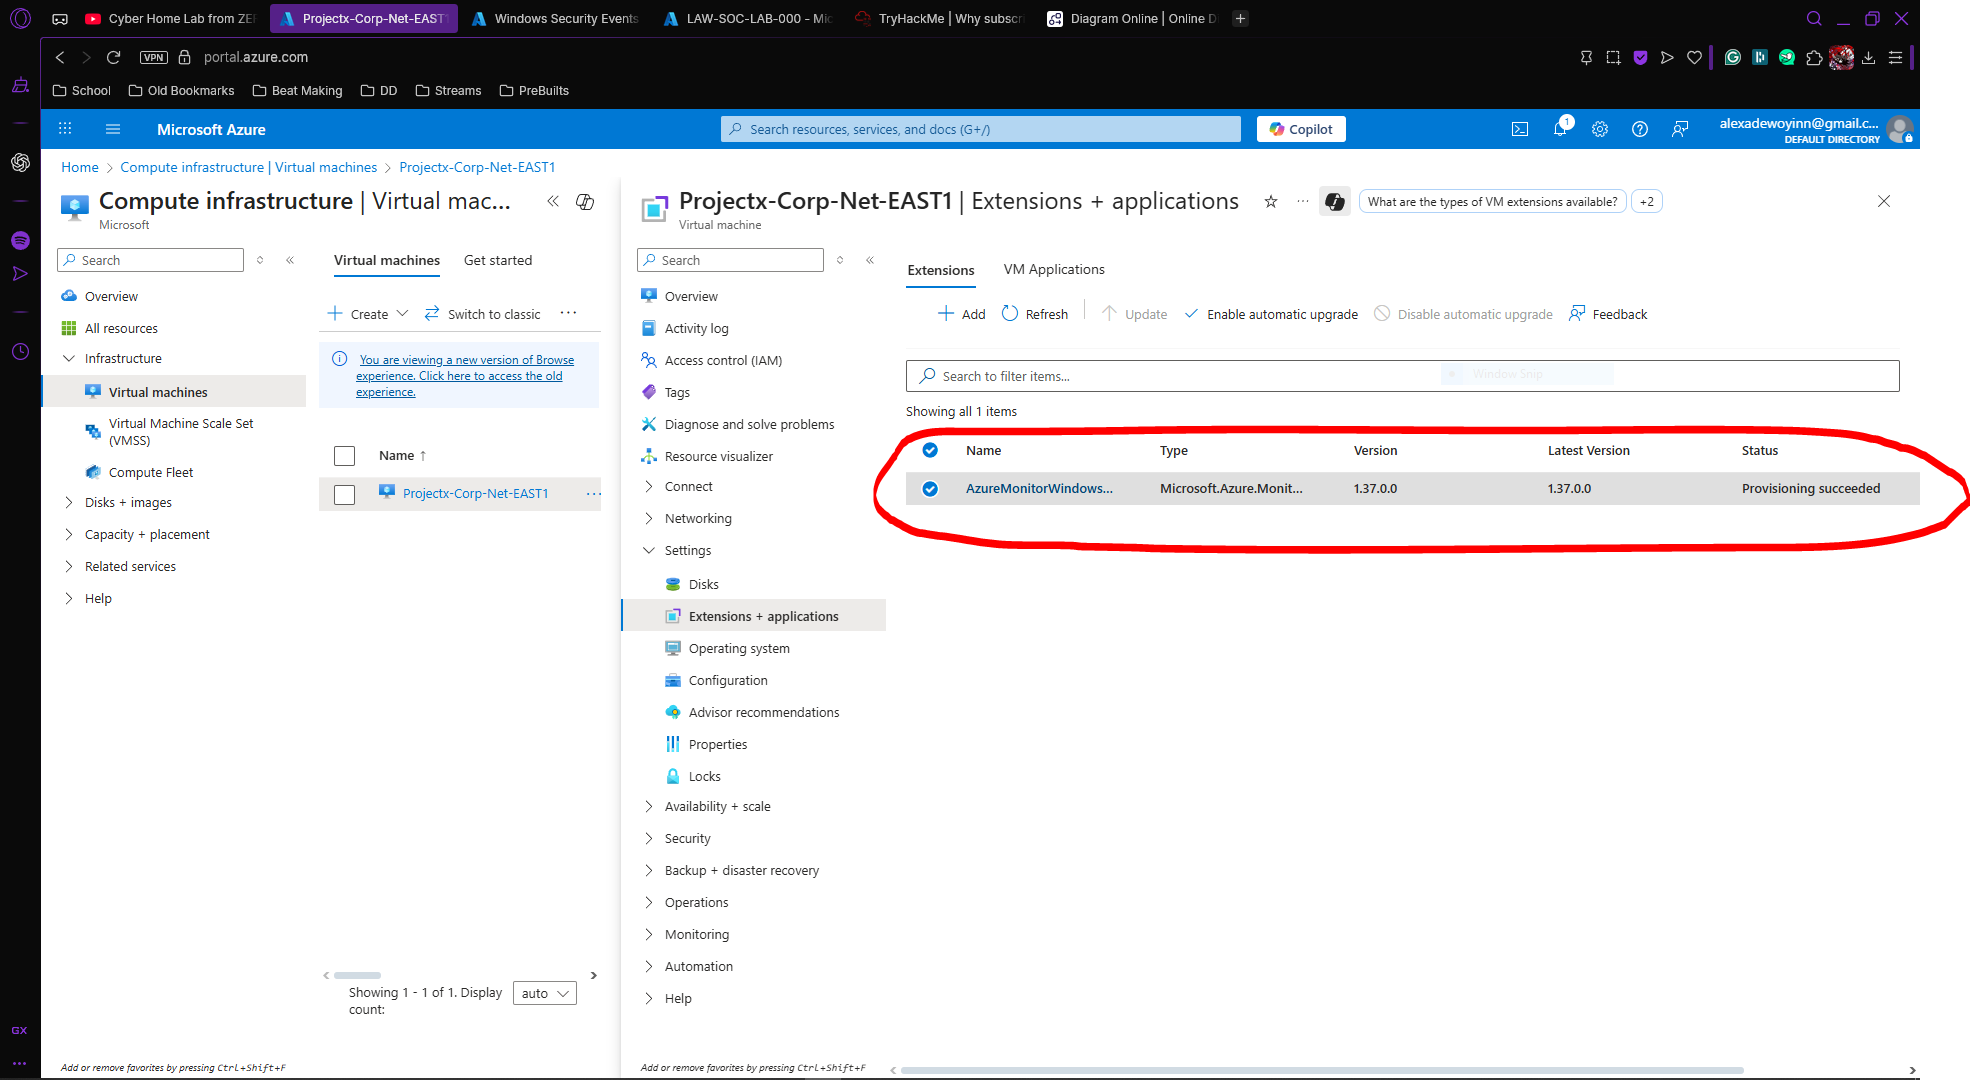 Cyber Home Lab from ZE
Projectx-Corp-Net-EAST1
Windows Security Events
LAW-SOC-LAB-000 - Mic
TryHackMe | Why subscr
Diagram Online | Online D
VPN
portal.azure.com
School
Old Bookmarks
Beat Making
DD
Streams
PreBuilts
Microsoft Azure
Search resources, services, and docs (G+/)
Copilot
1
alexadewoyinn@gmail.c...
DEFAULT DIRECTORY
Home > Compute infrastructure | Virtual machines > Projectx-Corp-Net-EAST1
Compute infrastructure | Virtual mac...
Microsoft
Search
Overview
All resources
Infrastructure
Virtual machines
Virtual Machine Scale Set
(VMSS)
Compute Fleet
Disks + images
Capacity + placement
Related services
Help
Add or remove favorites by pressing Ctrl+Shift+F
Virtual machines
Get started
Create
Switch to classic
You are viewing a new version of Browse
experience. Click here to access the old
experience.
Name ↑
Projectx-Corp-Net-EAST1
Showing 1 - 1 of 1. Display
count:
auto
Projectx-Corp-Net-EAST1 | Extensions + applications
Virtual machine
What are the types of VM extensions available?
+2
Search
Overview
Activity log
Access control (IAM)
Tags
Diagnose and solve problems
Resource visualizer
Connect
Networking
Settings
Disks
Extensions + applications
Operating system
Configuration
Advisor recommendations
Properties
Locks
Availability + scale
Security
Backup + disaster recovery
Operations
Monitoring
Automation
Help
Add or remove favorites by pressing Ctrl+Shift+F
Extensions
VM Applications
Add
Refresh
Update
Enable automatic upgrade
Disable automatic upgrade
Feedback
Search to filter items...
Window Snip
Showing all 1 items
Name Type Version Latest Version Status
AzureMonitorWindows... Microsoft.Azure.Monit... 1.37.0.0 1.37.0.0 Provisioning succeeded
GX